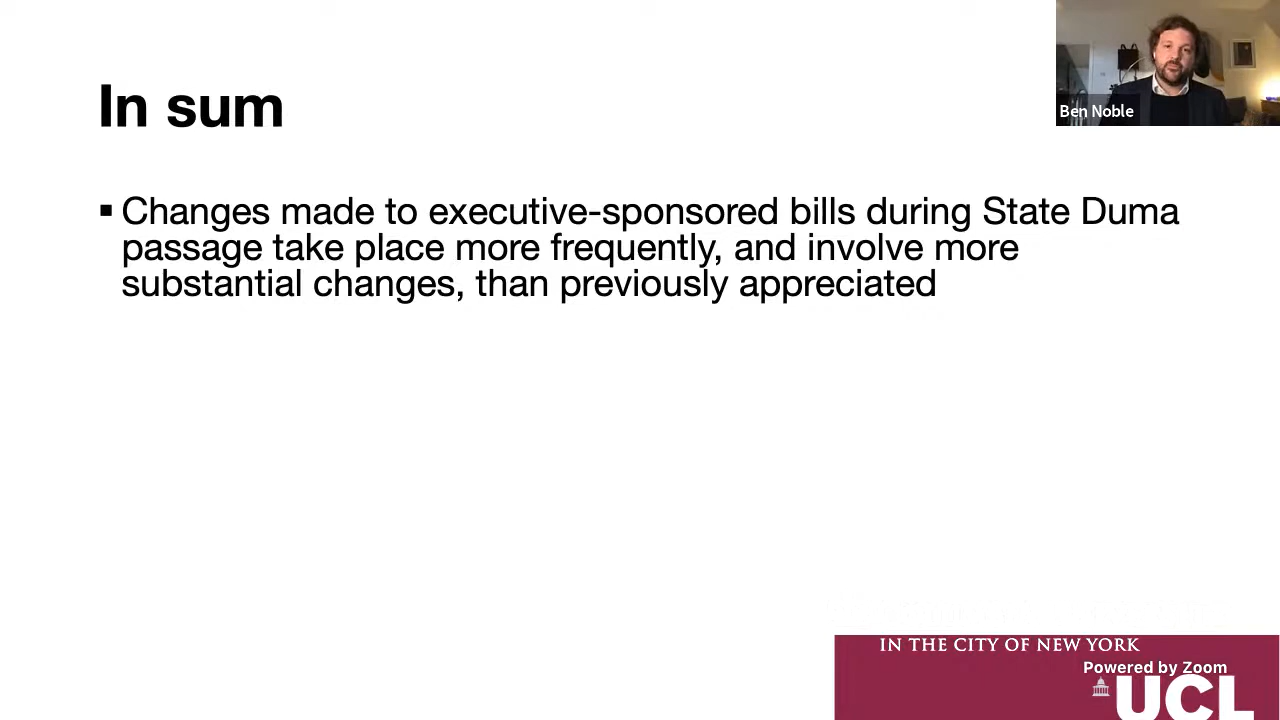 In sum
Ben Noble
▪ Changes made to executive-sponsored bills during State Duma
passage take place more frequently, and involve more
substantial changes, than previously appreciated
IN THE CITY OF NEW YORK
Powered by Zoom
UCL